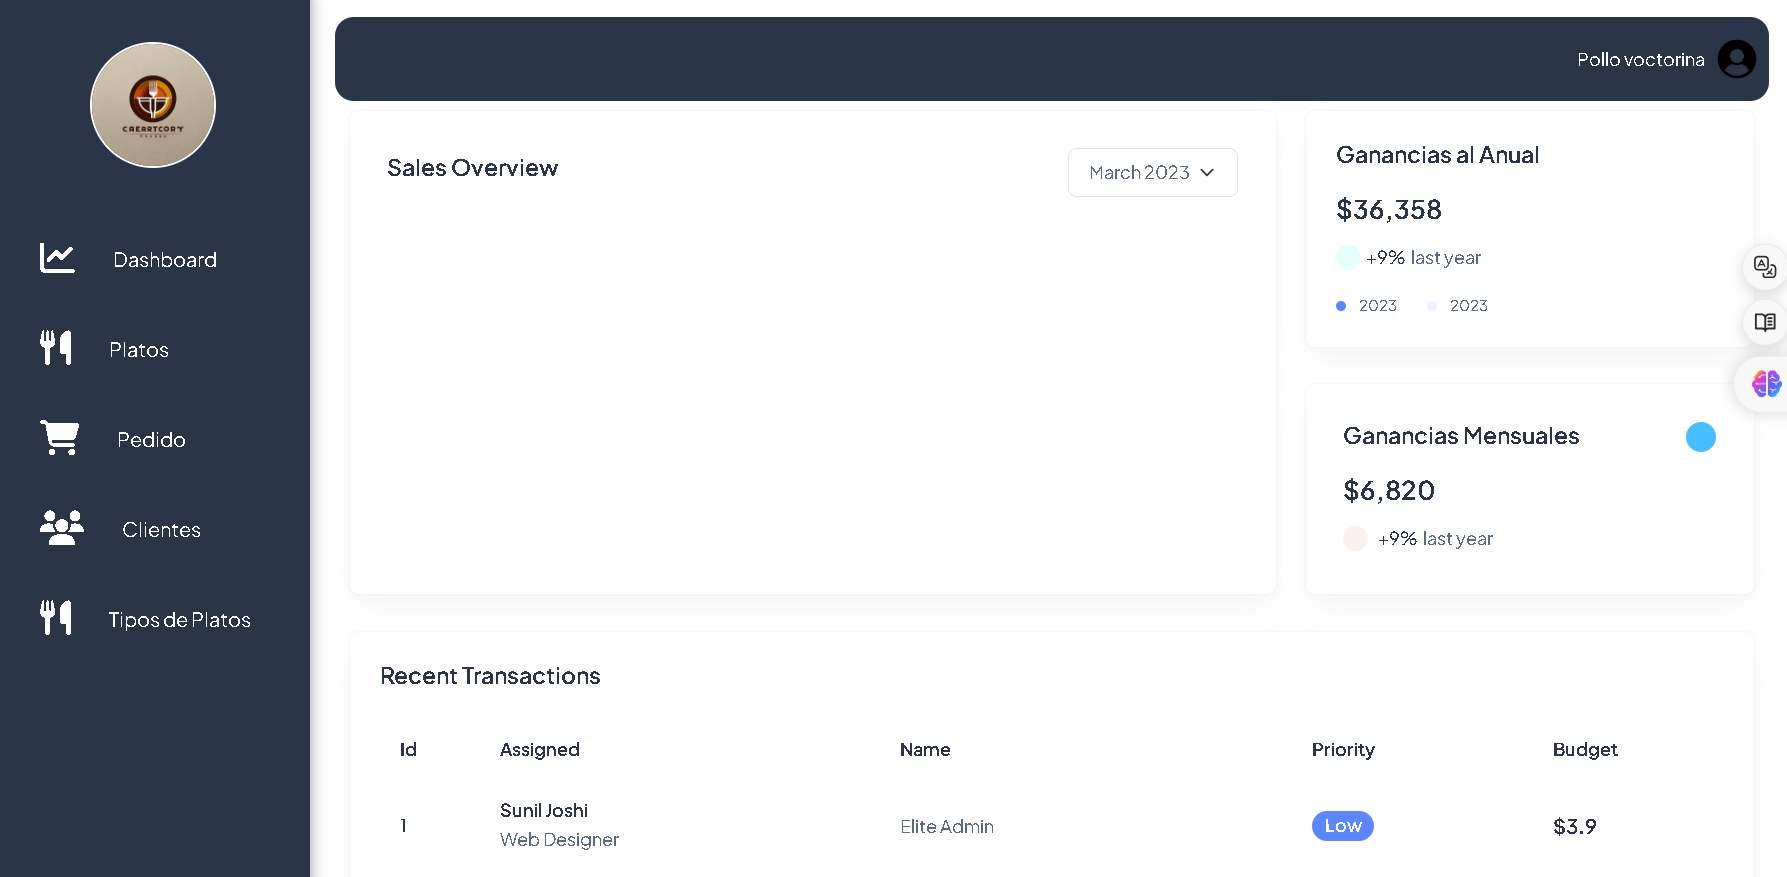 CAEARTCORY
Pollo voctorina
Dashboard
Platos
Pedido
Clientes
Tipos de Platos
Sales Overview
March 2023
Ganancias al Anual
$36,358
+9% last year
2023 2023
Ganancias Mensuales
$6,820
+9% last year
Recent Transactions
Id Assigned Name Priority Budget
1 Sunil Joshi Elite Admin Low $3.9
Web Designer